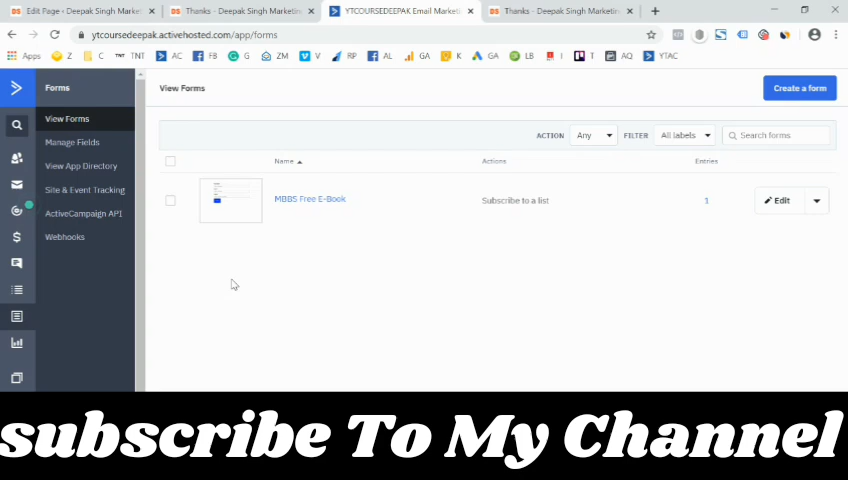 Edit Page ‹ Deepak Singh Market
Thanks - Deepak Singh Marketin
YTCOURSEDEEPAK Email Marketi
Thanks - Deepak Singh Marketin
ytcoursedeepak.activehosted.com/app/forms
Apps Z C TNT TNT AC FB G ZM V RP AL GA K GA LB I T AQ YTAC
Forms
View Forms
Create a form
View Forms
Manage Fields
View App Directory
Site & Event Tracking
ActiveCampaign API
Webhooks
ACTION Any FILTER All labels Search forms
Name Actions Entries
MBBS Free E-Book Subscribe to a list 1 Edit
subscribe To My Channel